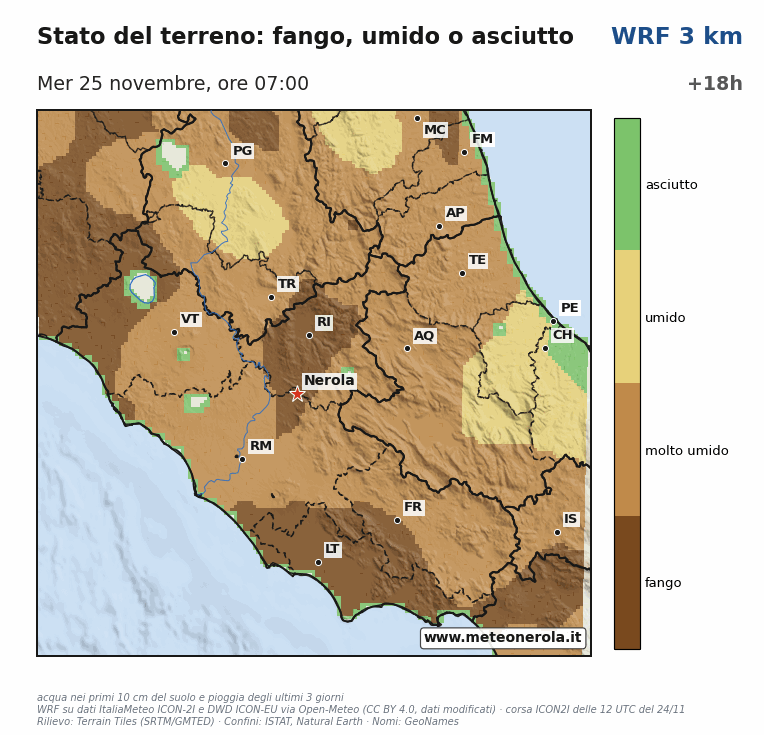 Stato del terreno: fango, umido o asciutto
WRF 3 km
Mer 25 novembre, ore 07:00
+18h
MC
FM
PG
AP
TE
TR
PE
VT
RI
AQ
CH
Nerola
RM
FR
IS
LT
asciutto
umido
molto umido
fango
www.meteonerola.it
acqua nei primi 10 cm del suolo e pioggia degli ultimi 3 giorni
WRF su dati ItaliaMeteo ICON-2I e DWD ICON-EU via Open-Meteo (CC BY 4.0, dati modificati) · corsa ICON2I delle 12 UTC del 24/11
Rilievo: Terrain Tiles (SRTM/GMTED) · Confini: ISTAT, Natural Earth · Nomi: GeoNames